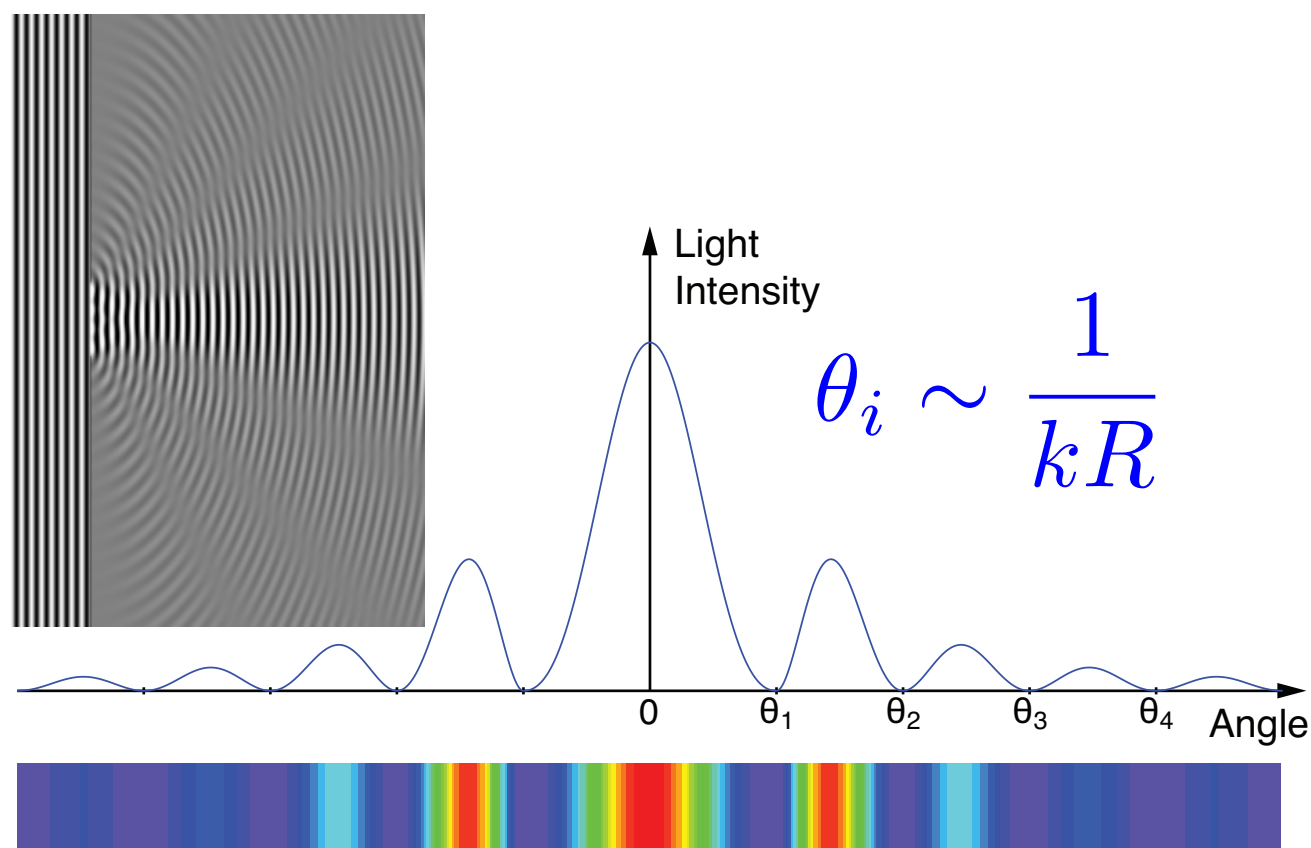 Light
Intensity
θᵢ ∼ 1/(kR)
0 θ₁ θ₂ θ₃ θ₄ Angle